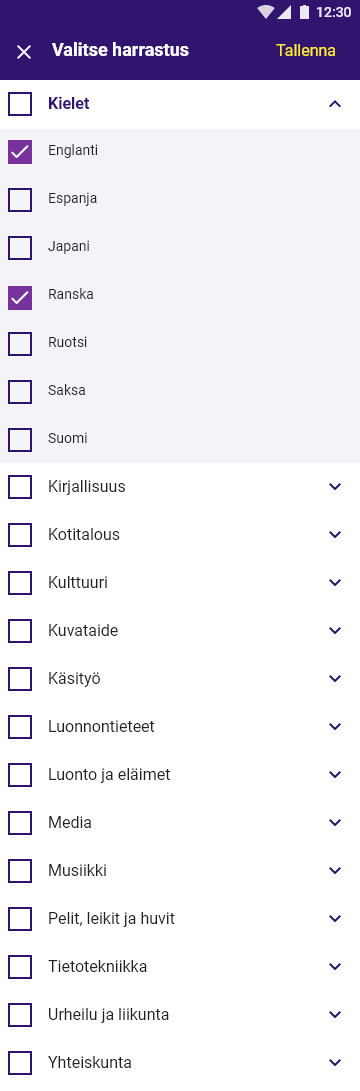 12:30
Valitse harrastus
Tallenna
Kielet
Englanti
Espanja
Japani
Ranska
Ruotsi
Saksa
Suomi
Kirjallisuus
Kotitalous
Kulttuuri
Kuvataide
Käsityö
Luonnontieteet
Luonto ja eläimet
Media
Musiikki
Pelit, leikit ja huvit
Tietotekniikka
Urheilu ja liikunta
Yhteiskunta